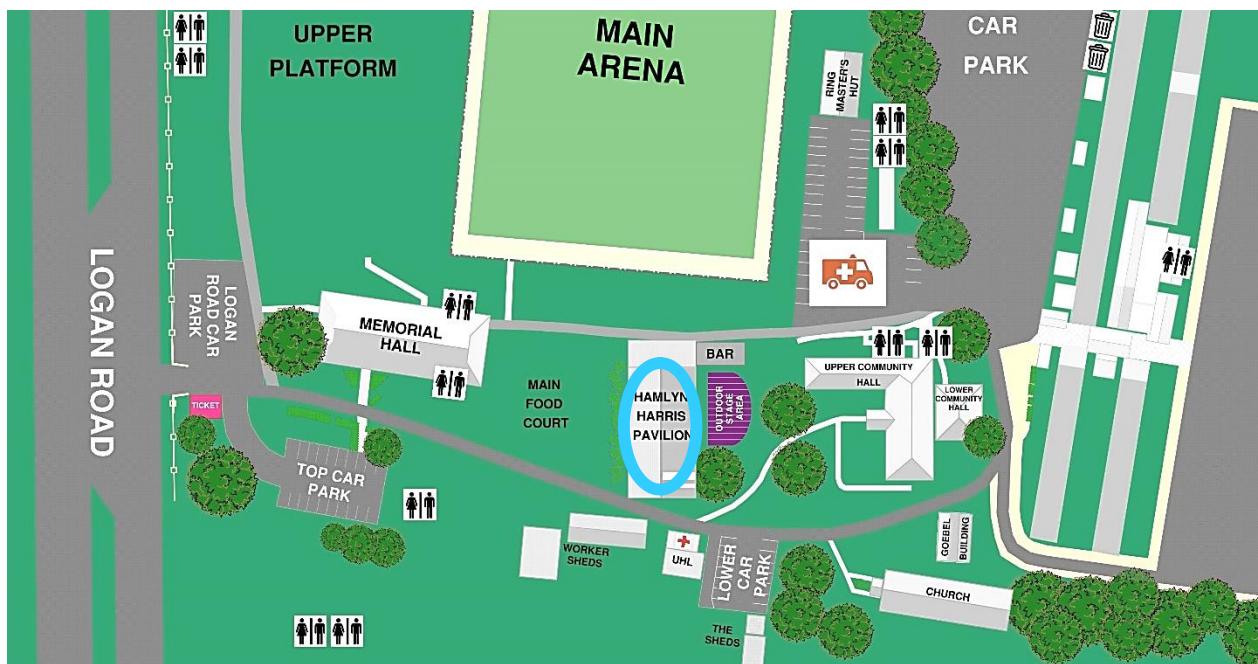 UPPER
PLATFORM
MAIN
ARENA
CAR
PARK
RING
MASTER'S
HUT
LOGAN ROAD
LOGAN
ROAD CAR
PARK
MEMORIAL
HALL
BAR
UPPER COMMUNITY
HALL
LOWER
COMMUNITY
HALL
MAIN
FOOD
COURT
HAMLYN
HARRIS
PAVILION
OUTDOOR
STAGE
AREA
TICKET
TOP CAR
PARK
WORKER
SHEDS
UHL
LOWER
CAR
PARK
GOEBEL
BUILDING
CHURCH
THE
SHEDS